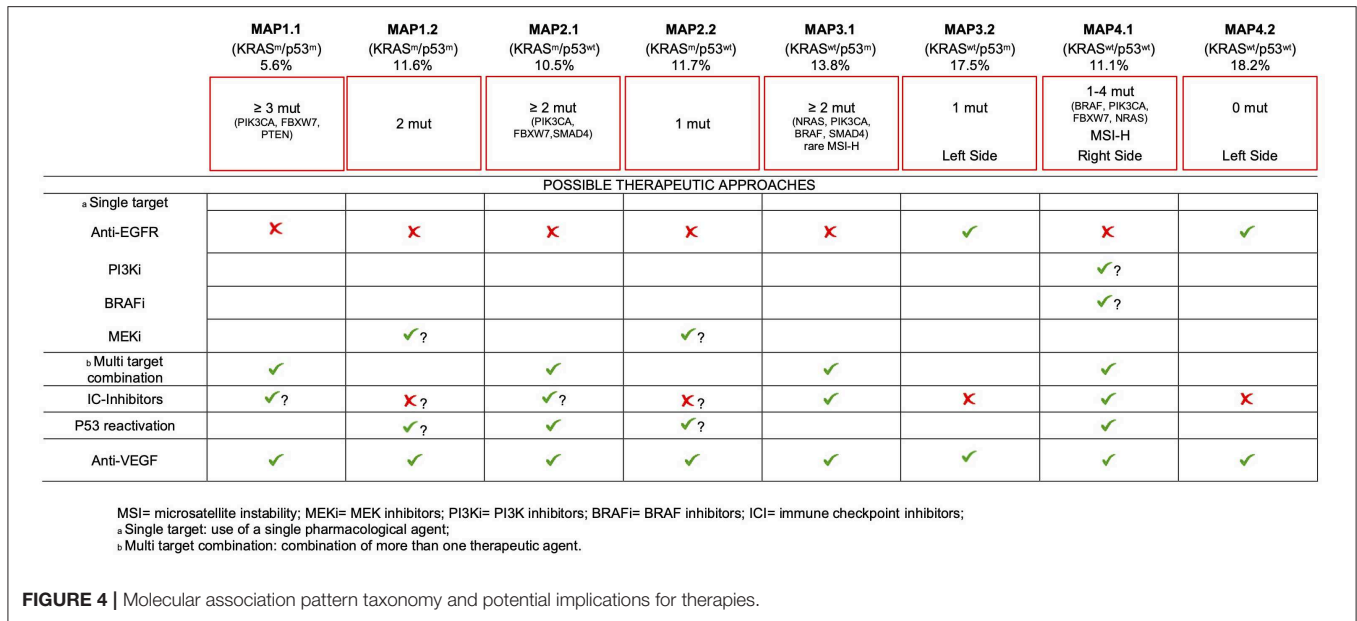 MAP1.1 MAP1.2 MAP2.1 MAP2.2 MAP3.1 MAP3.2 MAP4.1 MAP4.2
(KRASᵐ/p53ᵐ) (KRASᵐ/p53ᵐ) (KRASᵐ/p53ʷᵗ) (KRASᵐ/p53ʷᵗ) (KRASʷᵗ/p53ᵐ) (KRASʷᵗ/p53ᵐ) (KRASʷᵗ/p53ʷᵗ) (KRASʷᵗ/p53ʷᵗ)
5.6% 11.6% 10.5% 11.7% 13.8% 17.5% 11.1% 18.2%
≥ 3 mut
(PIK3CA, FBXW7,
PTEN)
2 mut
≥ 2 mut
(PIK3CA,
FBXW7,SMAD4)
1 mut
≥ 2 mut
(NRAS, PIK3CA,
BRAF, SMAD4)
rare MSI-H
1 mut
Left Side
1-4 mut
(BRAF, PIK3CA,
FBXW7, NRAS)
MSI-H
Right Side
0 mut
Left Side
POSSIBLE THERAPEUTIC APPROACHES
a Single target
Anti-EGFR ✘ ✘ ✘ ✘ ✘ ✓ ✘ ✓
PI3Ki ✓?
BRAFi ✓?
MEKi ✓? ✓?
b Multi target
combination ✓ ✓ ✓ ✓
IC-Inhibitors ✓? ✘? ✓? ✘? ✓ ✘ ✓ ✘
P53 reactivation ✓? ✓ ✓? ✓
Anti-VEGF ✓ ✓ ✓ ✓ ✓ ✓ ✓ ✓
MSI= microsatellite instability; MEKi= MEK inhibitors; PI3Ki= PI3K inhibitors; BRAFi= BRAF inhibitors; ICI= immune checkpoint inhibitors;
a Single target: use of a single pharmacological agent;
b Multi target combination: combination of more than one therapeutic agent.
FIGURE 4 | Molecular association pattern taxonomy and potential implications for therapies.